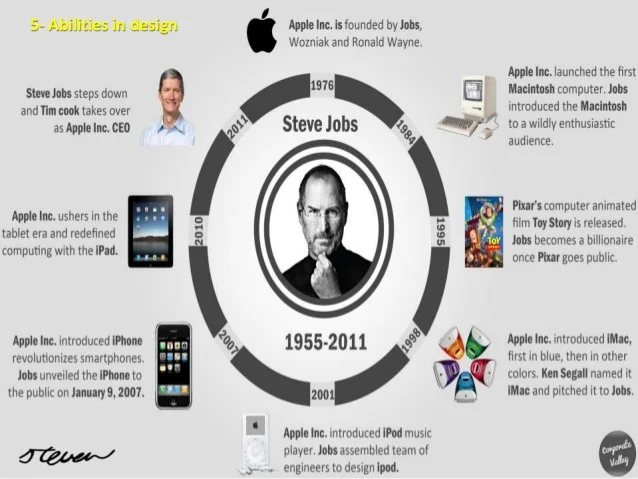 5- Abilities in design
Apple Inc. is founded by Jobs,
Wozniak and Ronald Wayne.
1976
Apple Inc. launched the first
Macintosh computer. Jobs
introduced the Macintosh
to a wildly enthusiastic
audience.
1984
Pixar's computer animated
film Toy Story is released.
Jobs becomes a billionaire
once Pixar goes public.
1995
TOY
Apple Inc. introduced iMac,
first in blue, then in other
colors. Ken Segall named it
iMac and pitched it to Jobs.
1998
Apple Inc. introduced iPod music
player. Jobs assembled team of
engineers to design ipod.
2001
Apple Inc. introduced iPhone
revolutionizes smartphones.
Jobs unveiled the iPhone to
the public on January 9, 2007.
2007
Apple Inc. ushers in the
tablet era and redefined
computing with the iPad.
2010
Steve Jobs steps down
and Tim cook takes over
as Apple Inc. CEO
2011
Steve Jobs
1955-2011
steven
Corporate
Valley